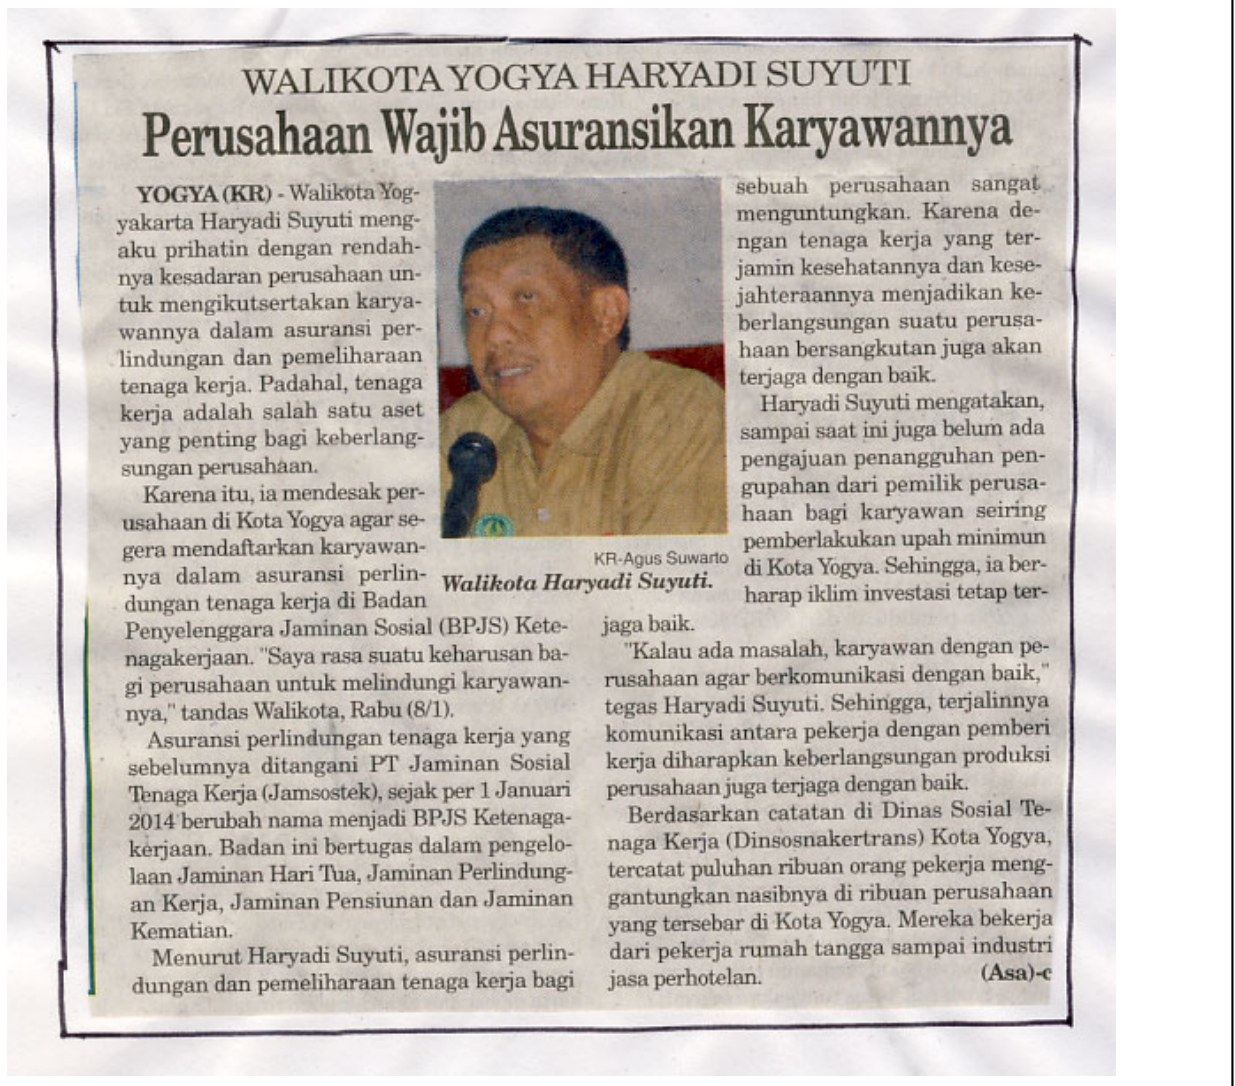 WALIKOTA YOGYA HARYADI SUYUTI
Perusahaan Wajib Asuransikan Karyawannya
YOGYA (KR) - Walikota Yog-
yakarta Haryadi Suyuti meng-
aku prihatin dengan rendah-
nya kesadaran perusahaan un-
tuk mengikutsertakan karya-
wannya dalam asuransi per-
lindungan dan pemeliharaan
tenaga kerja. Padahal, tenaga
kerja adalah salah satu aset
yang penting bagi keberlang-
sungan perusahaan.
Karena itu, ia mendesak per-
usahaan di Kota Yogya agar se-
gera mendaftarkan karyawan-
nya dalam asuransi perlin-
dungan tenaga kerja di Badan
Penyelenggara Jaminan Sosial (BPJS) Kete-
nagakerjaan. "Saya rasa suatu keharusan ba-
gi perusahaan untuk melindungi karyawan-
nya," tandas Walikota, Rabu (8/1).
Asuransi perlindungan tenaga kerja yang
sebelumnya ditangani PT Jaminan Sosial
Tenaga Kerja (Jamsostek), sejak per 1 Januari
2014 berubah nama menjadi BPJS Ketenaga-
kerjaan. Badan ini bertugas dalam pengelo-
laan Jaminan Hari Tua, Jaminan Perlindung-
an Kerja, Jaminan Pensiunan dan Jaminan
Kematian.
Menurut Haryadi Suyuti, asuransi perlin-
dungan dan pemeliharaan tenaga kerja bagi
KR-Agus Suwarto
Walikota Haryadi Suyuti.
sebuah perusahaan sangat
menguntungkan. Karena de-
ngan tenaga kerja yang ter-
jamin kesehatannya dan kese-
jahteraannya menjadikan ke-
berlangsungan suatu perusa-
haan bersangkutan juga akan
terjaga dengan baik.
Haryadi Suyuti mengatakan,
sampai saat ini juga belum ada
pengajuan penangguhan pen-
gupahan dari pemilik perusa-
haan bagi karyawan seiring
pemberlakukan upah minimun
di Kota Yogya. Sehingga, ia ber-
harap iklim investasi tetap ter-
jaga baik.
"Kalau ada masalah, karyawan dengan pe-
rusahaan agar berkomunikasi dengan baik,"
tegas Haryadi Suyuti. Sehingga, terjalinnya
komunikasi antara pekerja dengan pemberi
kerja diharapkan keberlangsungan produksi
perusahaan juga terjaga dengan baik.
Berdasarkan catatan di Dinas Sosial Te-
naga Kerja (Dinsosnakertrans) Kota Yogya,
tercatat puluhan ribuan orang pekerja meng-
gantungkan nasibnya di ribuan perusahaan
yang tersebar di Kota Yogya. Mereka bekerja
dari pekerja rumah tangga sampai industri
jasa perhotelan. (Asa)-c